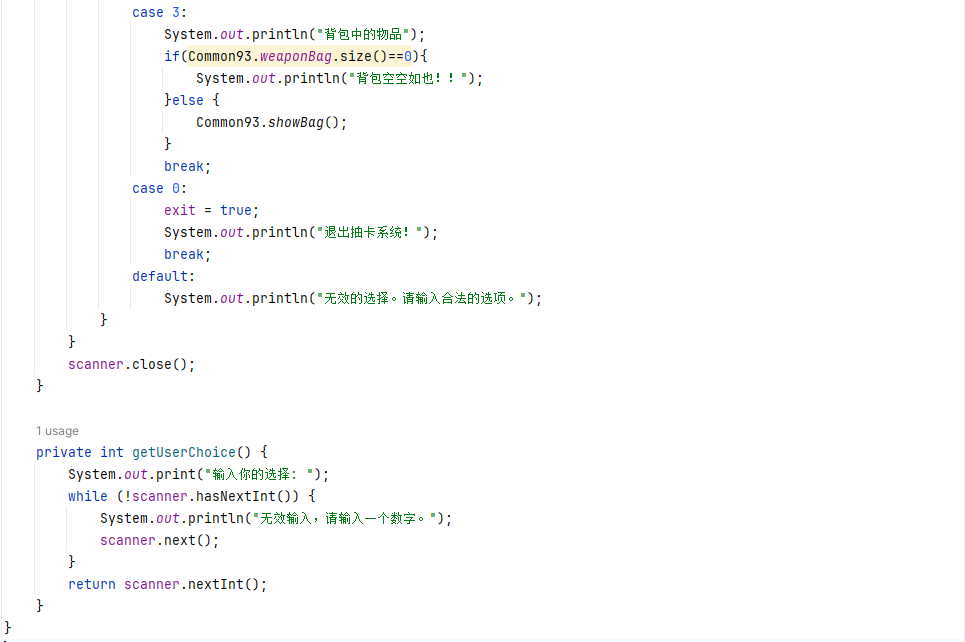 case 3:
System.out.println("背包中的物品");
if(Common93.weaponBag.size()==0){
System.out.println("背包空空如也！！");
}else {
Common93.showBag();
}
break;
case 0:
exit = true;
System.out.println("退出抽卡系统！");
break;
default:
System.out.println("无效的选择。请输入合法的选项。");
}
}
scanner.close();
}
1 usage
private int getUserChoice() {
System.out.print("输入你的选择: ");
while (!scanner.hasNextInt()) {
System.out.println("无效输入，请输入一个数字。");
scanner.next();
}
return scanner.nextInt();
}
}